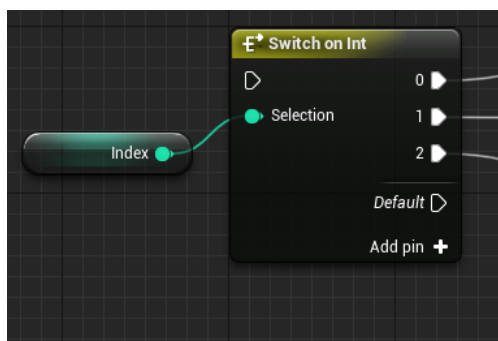 Switch on Int
0
Selection
1
Index
2
Default
Add pin